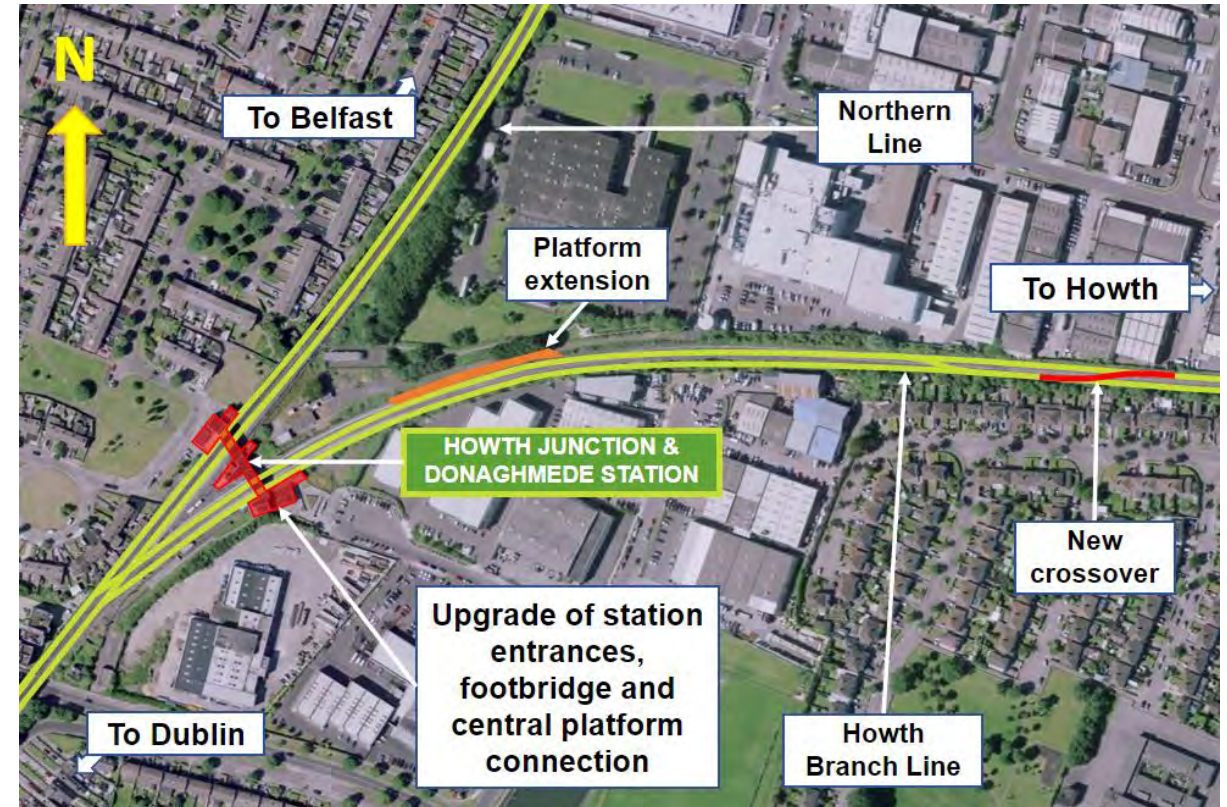 N
To Belfast
Northern
Line
Platform
extension
To Howth
HOWTH JUNCTION &
DONAGHMEDE STATION
New
crossover
Upgrade of station
entrances,
footbridge and
central platform
connection
To Dublin
Howth
Branch Line